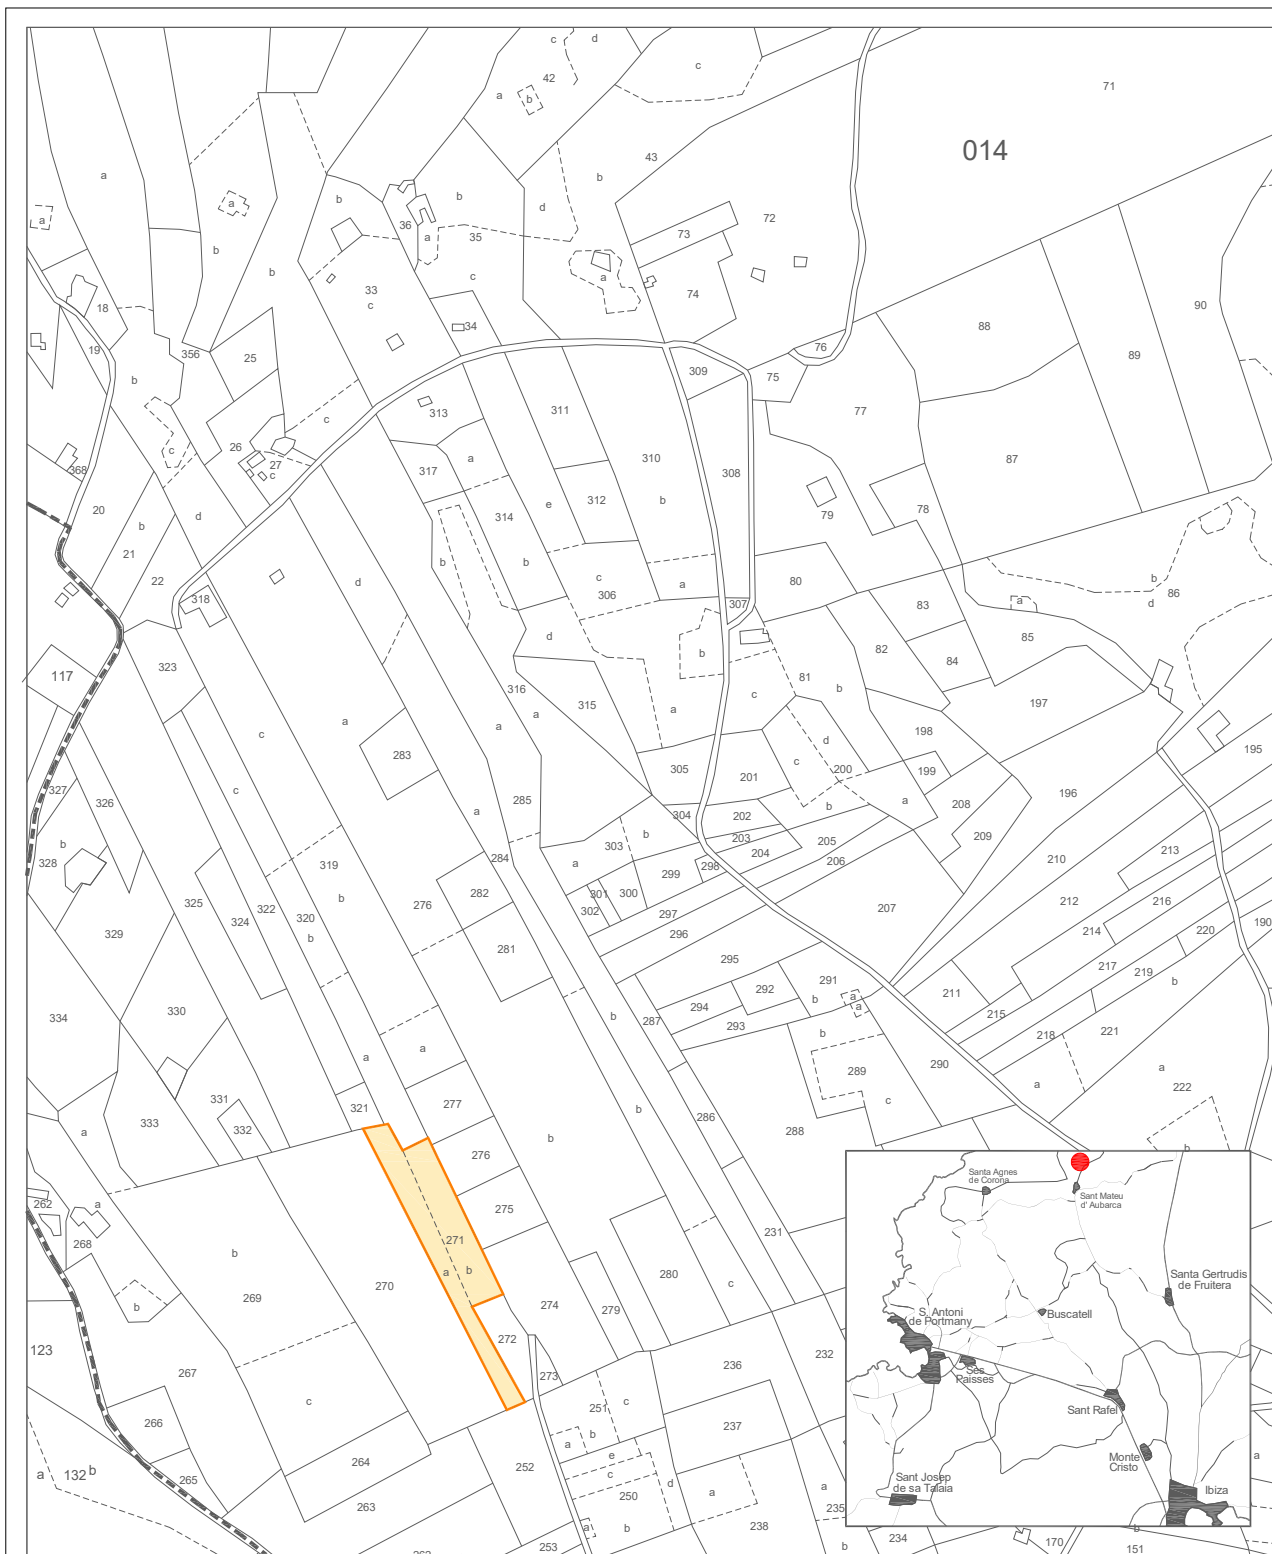 c
d
42
c
71
a
b
014
43
a
b
a
a
b
b
d
72
b
36
a
35
73
b
b
c
a
33
c
74
90
18
34
88
19
356
25
76
89
309
75
b
313
311
77
c
26
a
310
87
c
27
c
317
308
368
b
e
312
20
314
78
79
b
d
21
d
b
b
c
a
80
b
86
22
306
a
d
318
307
83
85
d
82
b
84
323
117
81
b
316
c
315
197
a
a
a
a
c
d
198
283
305
195
c
200
199
201
327
326
285
b
a
208
196
304
202
a
b
203
205
209
b
303
204
206
210
213
328
319
284
a
298
299
b
282
301
300
212
216
325
322
276
302
297
207
324
320
214
220
190
329
b
296
281
295
217
219
291
b
292
a
b
a
211
334
330
294
215
b
287
293
b
218
221
a
a
290
a
289
a
222
331
277
c
b
286
321
a
332
333
b
288
b
276
Santa Agnes
de Corona
Sant Mateu
d' Aubarca
262
a
275
268
231
b
271
270
a
b
280
Santa Gertrudis
de Fruitera
269
c
274
279
b
S. Antoni
de Portmany
Buscatell
272
232
123
236
267
273
Ses
Paisses
c
251
c
Sant Rafel
266
237
b
a
e
264
252
c
Monte
Cristo
a
132
b
265
250
d
a
a
Sant Josep
de sa Talaia
Ibiza
263
a
b
238
235
b
234
170
b
151
253
b